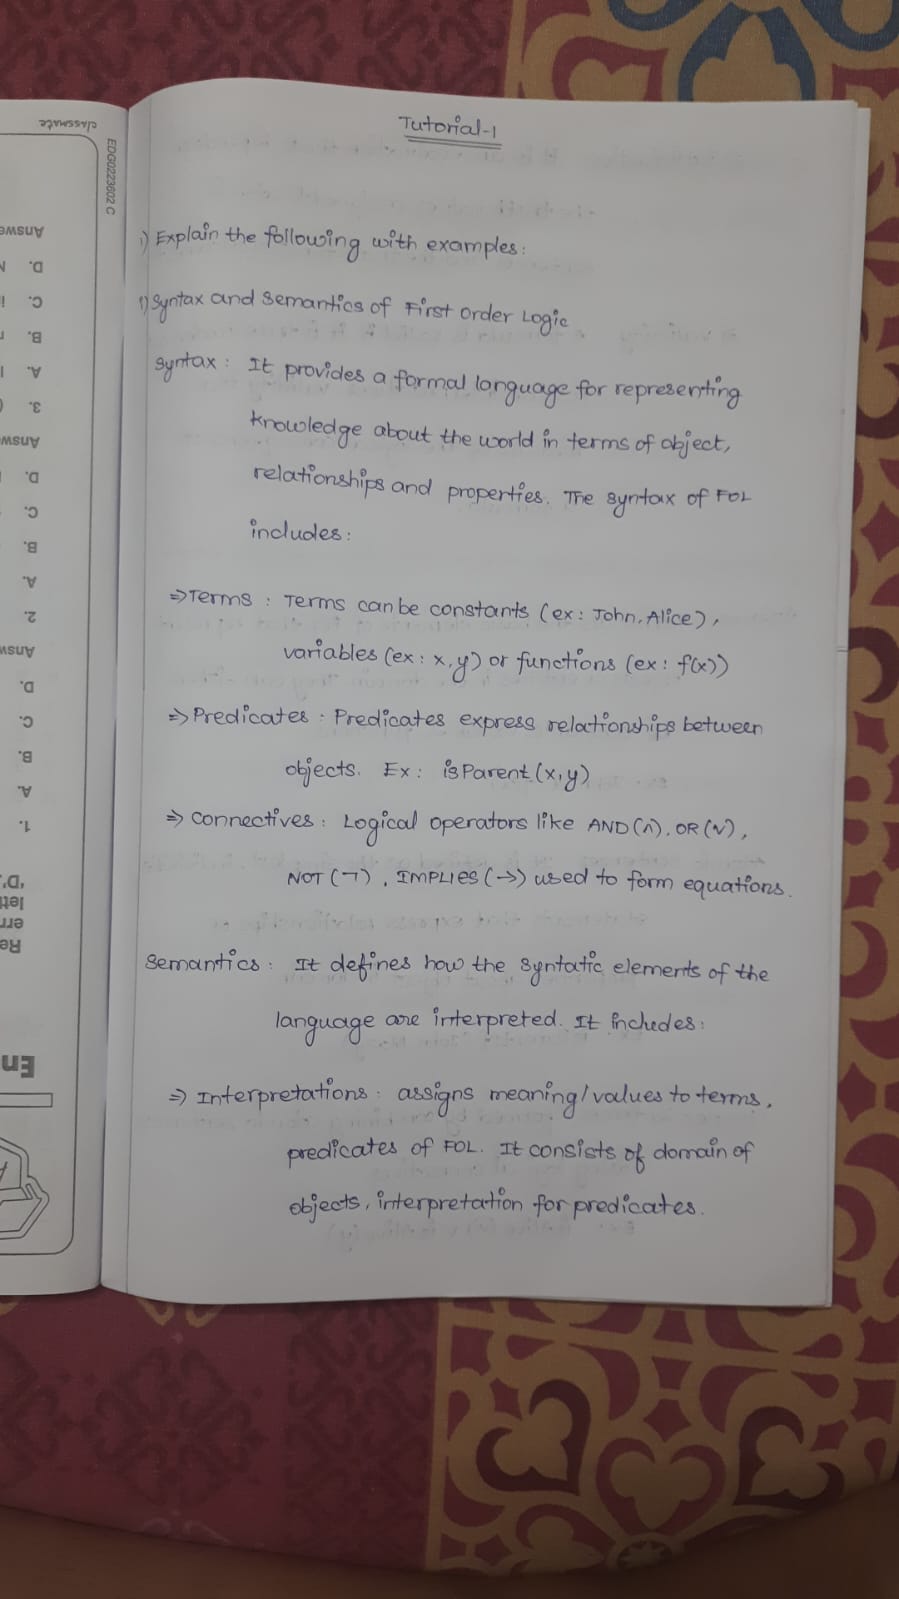 Tutorial-1
1) Explain the following with examples:
1) Syntax and Semantics of First Order Logic
Syntax: It provides a formal language for representing
knowledge about the world in terms of object,
relationships and properties. The syntax of FOL
includes:
⇒ Terms : Terms can be constants (ex: John, Alice),
variables (ex: x,y) or functions (ex: f(x))
⇒ Predicates : Predicates express relationships between
objects. Ex: isParent(x,y)
⇒ Connectives : Logical operators like AND(∧), OR(∨),
NOT(¬), IMPLIES(→) used to form equations.
Semantics: It defines how the syntatic elements of the
language are interpreted. It includes:
⇒ Interpretations : assigns meaning/values to terms,
predicates of FOL. It consists of domain of
objects, interpretation for predicates.
classmate
EDG0223602 C
En
Re
err
lett
'D'.
1.
A.
B.
C.
D.
Answ
2.
A.
B.
C.
D.
Answ
3.
A.
B.
C.
D.
Answe